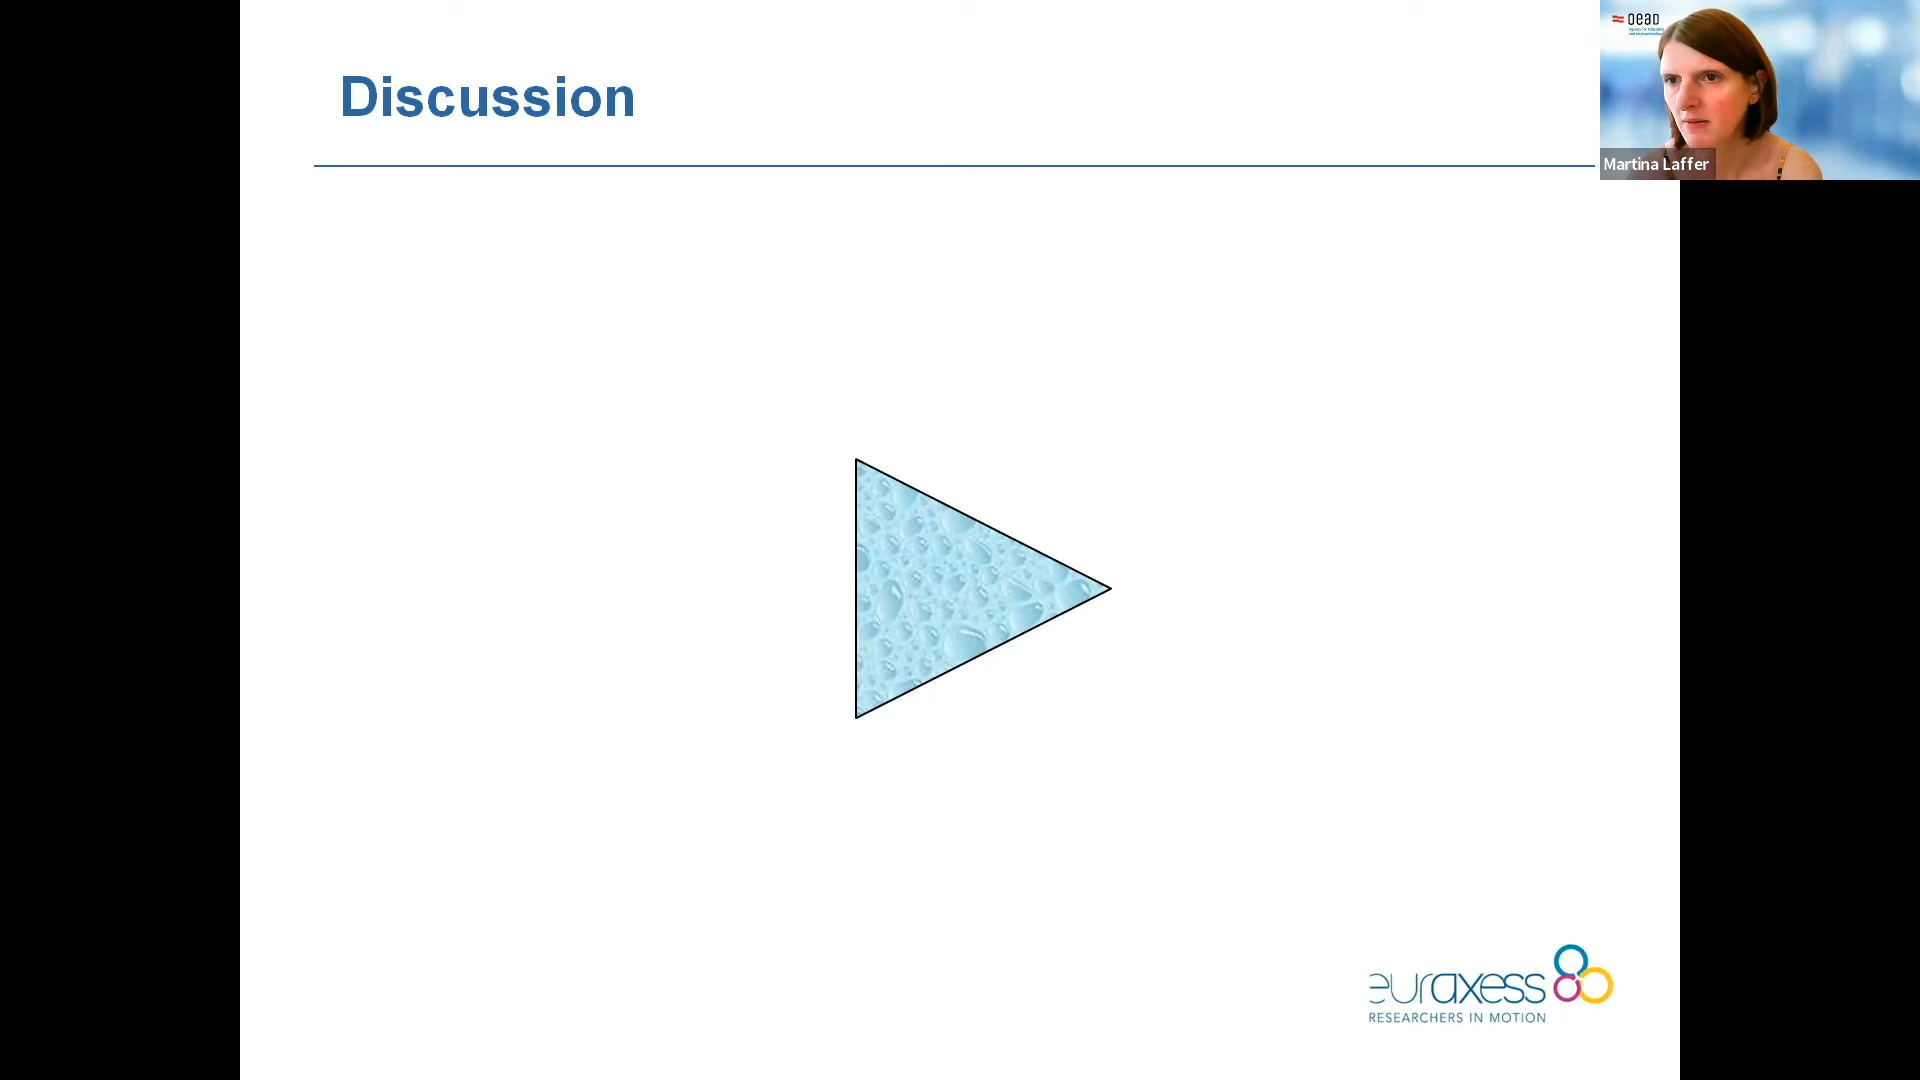 Discussion
OeAD
Martina Laffer
euraxess
RESEARCHERS IN MOTION